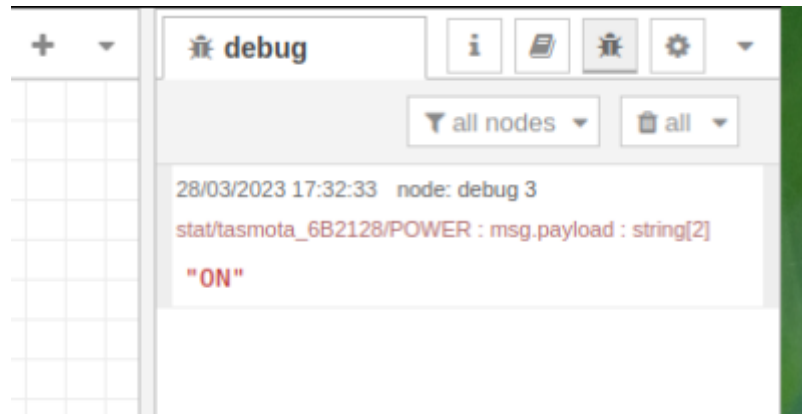 debug
all nodes
all
28/03/2023 17:32:33 node: debug 3
stat/tasmota_6B2128/POWER : msg.payload : string[2]
"ON"